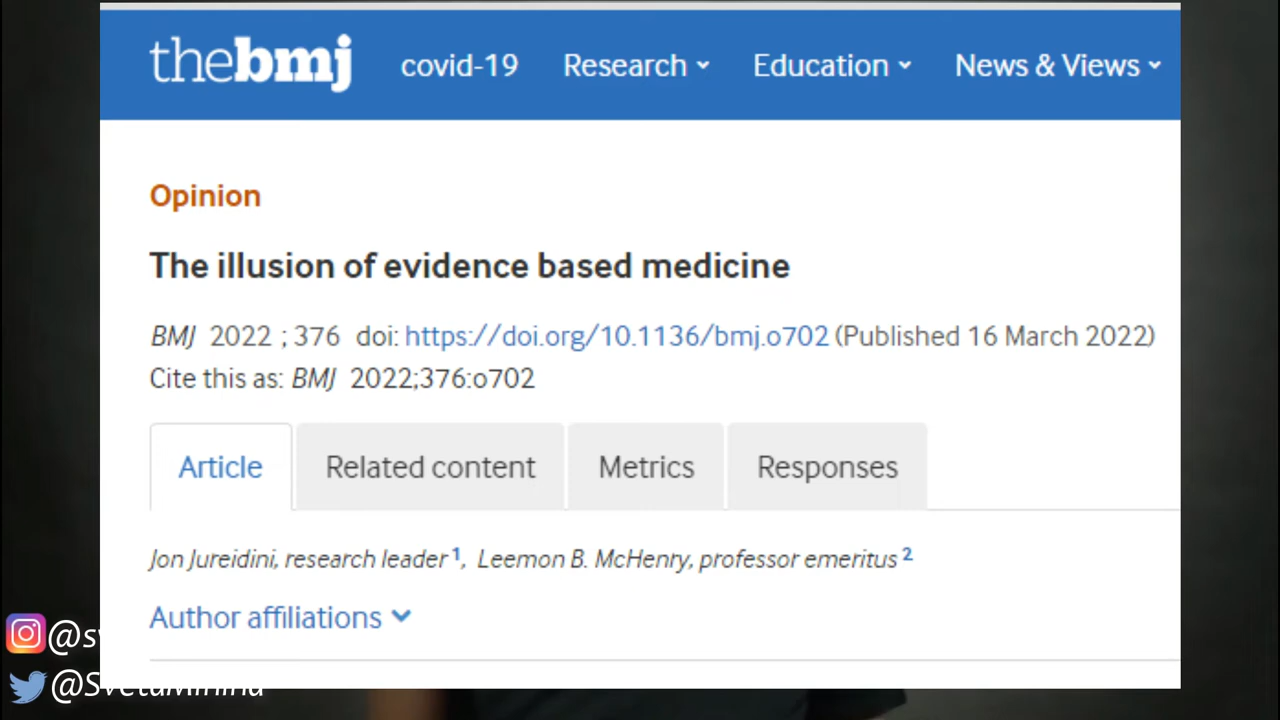 thebmj covid-19 Research Education News & Views
Opinion
The illusion of evidence based medicine
BMJ 2022 ; 376 doi: https://doi.org/10.1136/bmj.o702 (Published 16 March 2022)
Cite this as: BMJ 2022;376:o702
Article Related content Metrics Responses
Jon Jureidini, research leader 1, Leemon B. McHenry, professor emeritus 2
Author affiliations